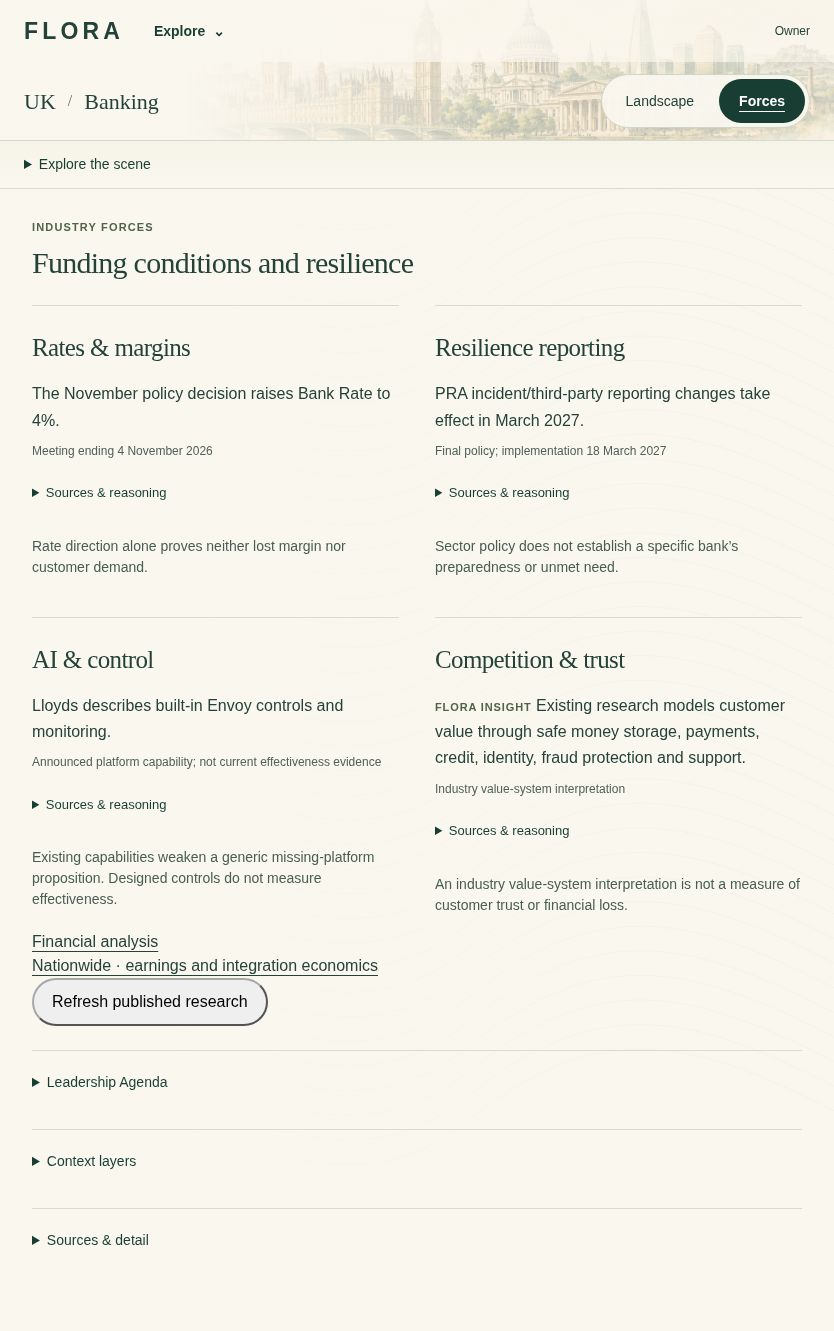 FLORA
Explore
Owner
UK / Banking
Landscape
Forces
Explore the scene
INDUSTRY FORCES
Funding conditions and resilience
Rates & margins
The November policy decision raises Bank Rate to
4%.
Meeting ending 4 November 2026
Sources & reasoning
Rate direction alone proves neither lost margin nor
customer demand.
Resilience reporting
PRA incident/third-party reporting changes take
effect in March 2027.
Final policy; implementation 18 March 2027
Sources & reasoning
Sector policy does not establish a specific bank’s
preparedness or unmet need.
AI & control
Lloyds describes built-in Envoy controls and
monitoring.
Announced platform capability; not current effectiveness evidence
Sources & reasoning
Existing capabilities weaken a generic missing-platform
proposition. Designed controls do not measure
effectiveness.
Competition & trust
FLORA INSIGHT Existing research models customer
value through safe money storage, payments,
credit, identity, fraud protection and support.
Industry value-system interpretation
Sources & reasoning
An industry value-system interpretation is not a measure of
customer trust or financial loss.
Financial analysis
Nationwide · earnings and integration economics
Refresh published research
Leadership Agenda
Context layers
Sources & detail